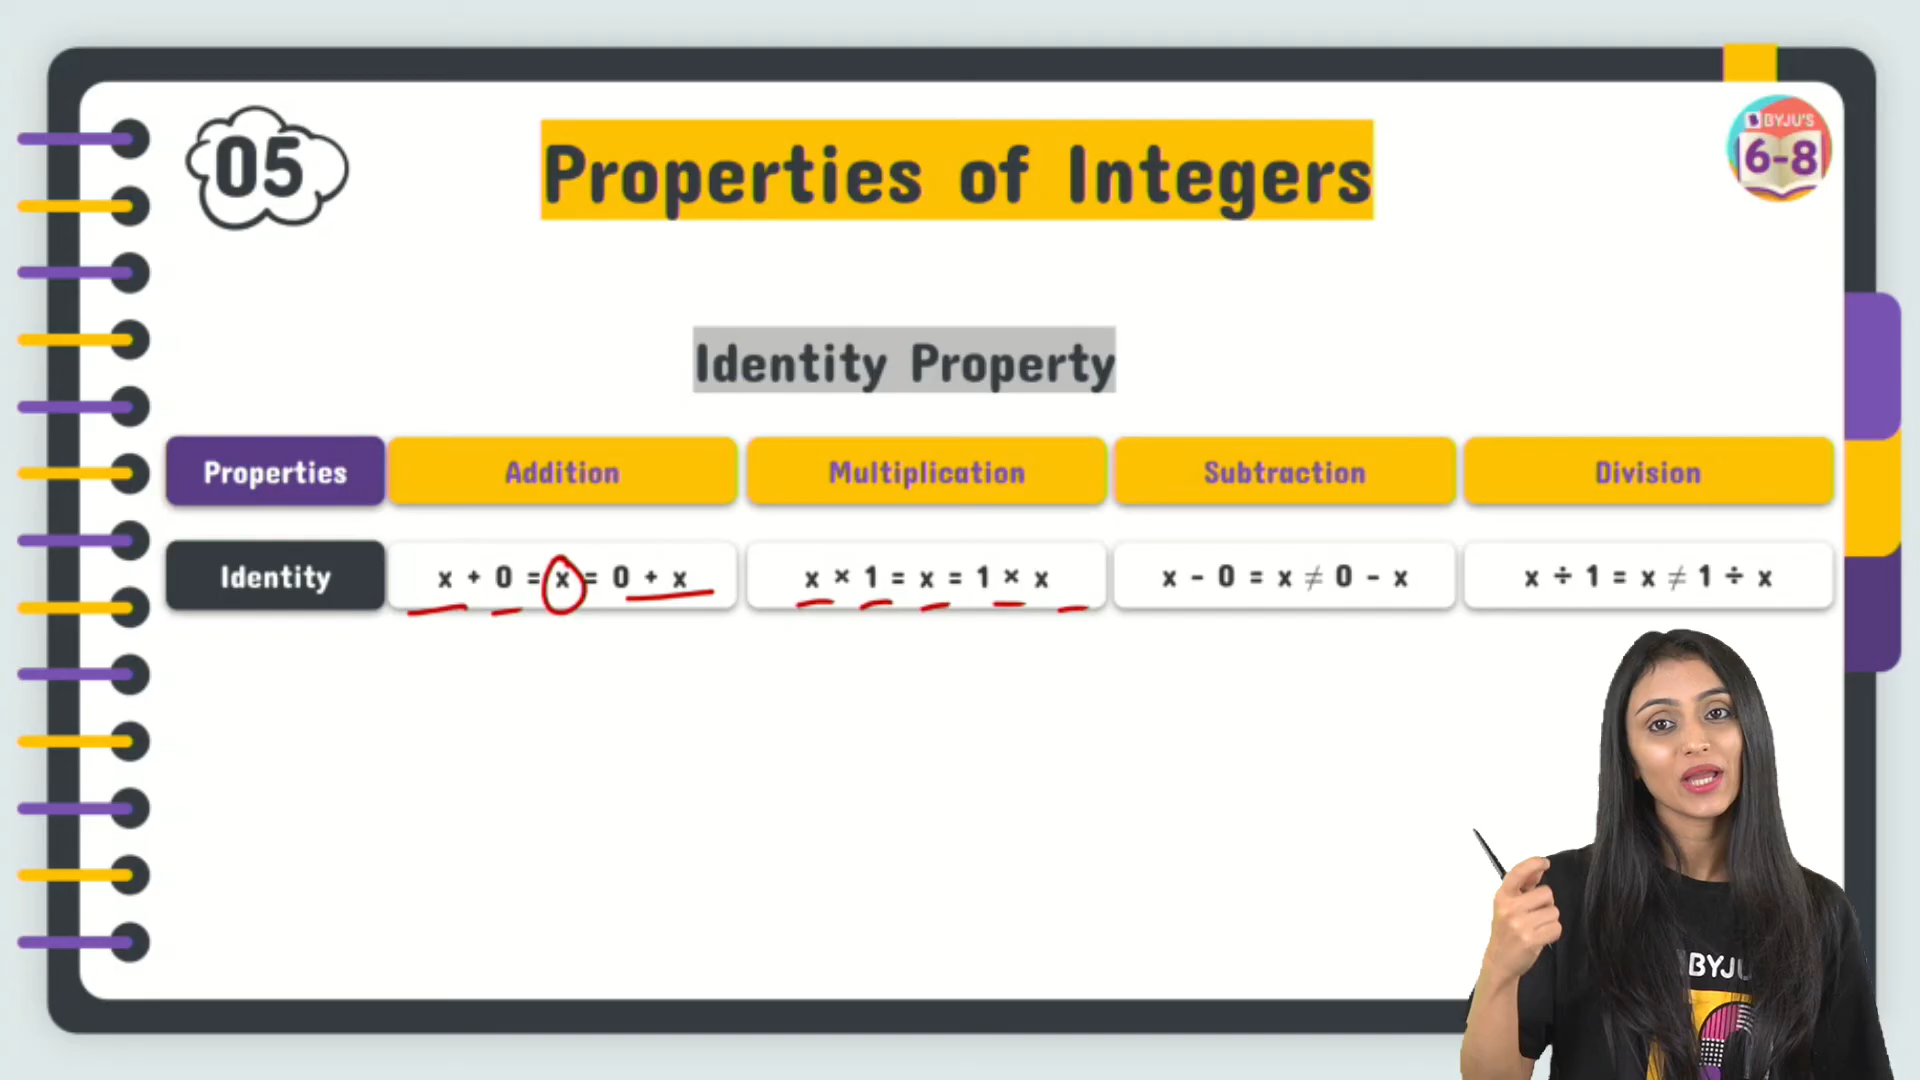 05
Properties of Integers
BYJU'S
6-8
Identity Property
Properties Addition Multiplication Subtraction Division
Identity x + 0 = x = 0 + x x × 1 = x = 1 × x x - 0 = x ≠ 0 - x x ÷ 1 = x ≠ 1 ÷ x
BYJU